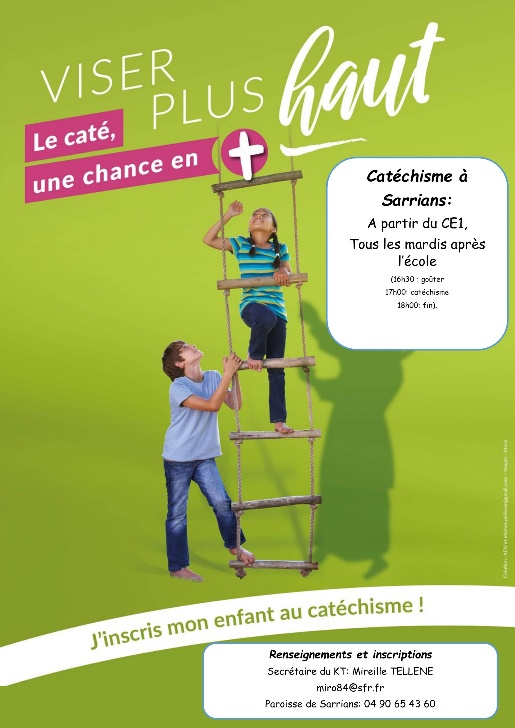 VISER
PLUS haut
Le caté,
une chance en +
Catéchisme à
Sarrians:
A partir du CE1,
Tous les mardis après
l'école
(16h30 : goûter
17h00: catéchisme
18h00: fin).
J'inscris mon enfant au catéchisme !
Renseignements et inscriptions
Secrétaire du KT: Mireille TELLENE
miro84@sfr.fr
Paroisse de Sarrians: 04 90 65 43 60